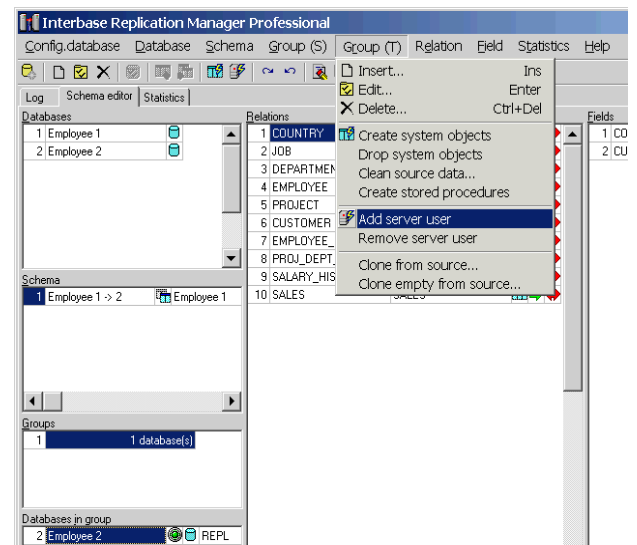 Interbase Replication Manager Professional
Config.database Database Schema Group (S) Group (T) Relation Field Statistics Help
Log Schema editor Statistics
Databases
1 Employee 1
2 Employee 2
Schema
1 Employee 1 -> 2 Employee 1
Groups
1 1 database(s)
Databases in group
2 Employee 2 REPL
Relations
1 COUNTRY
2 JOB
3 DEPARTMEN
4 EMPLOYEE
5 PROJECT
6 CUSTOMER
7 EMPLOYEE_
8 PROJ_DEPT_
9 SALARY_HIS
10 SALES SALES
Insert... Ins
Edit... Enter
Delete... Ctrl+Del
Create system objects
Drop system objects
Clean source data...
Create stored procedures
Add server user
Remove server user
Clone from source...
Clone empty from source...
Fields
1 CO
2 CU